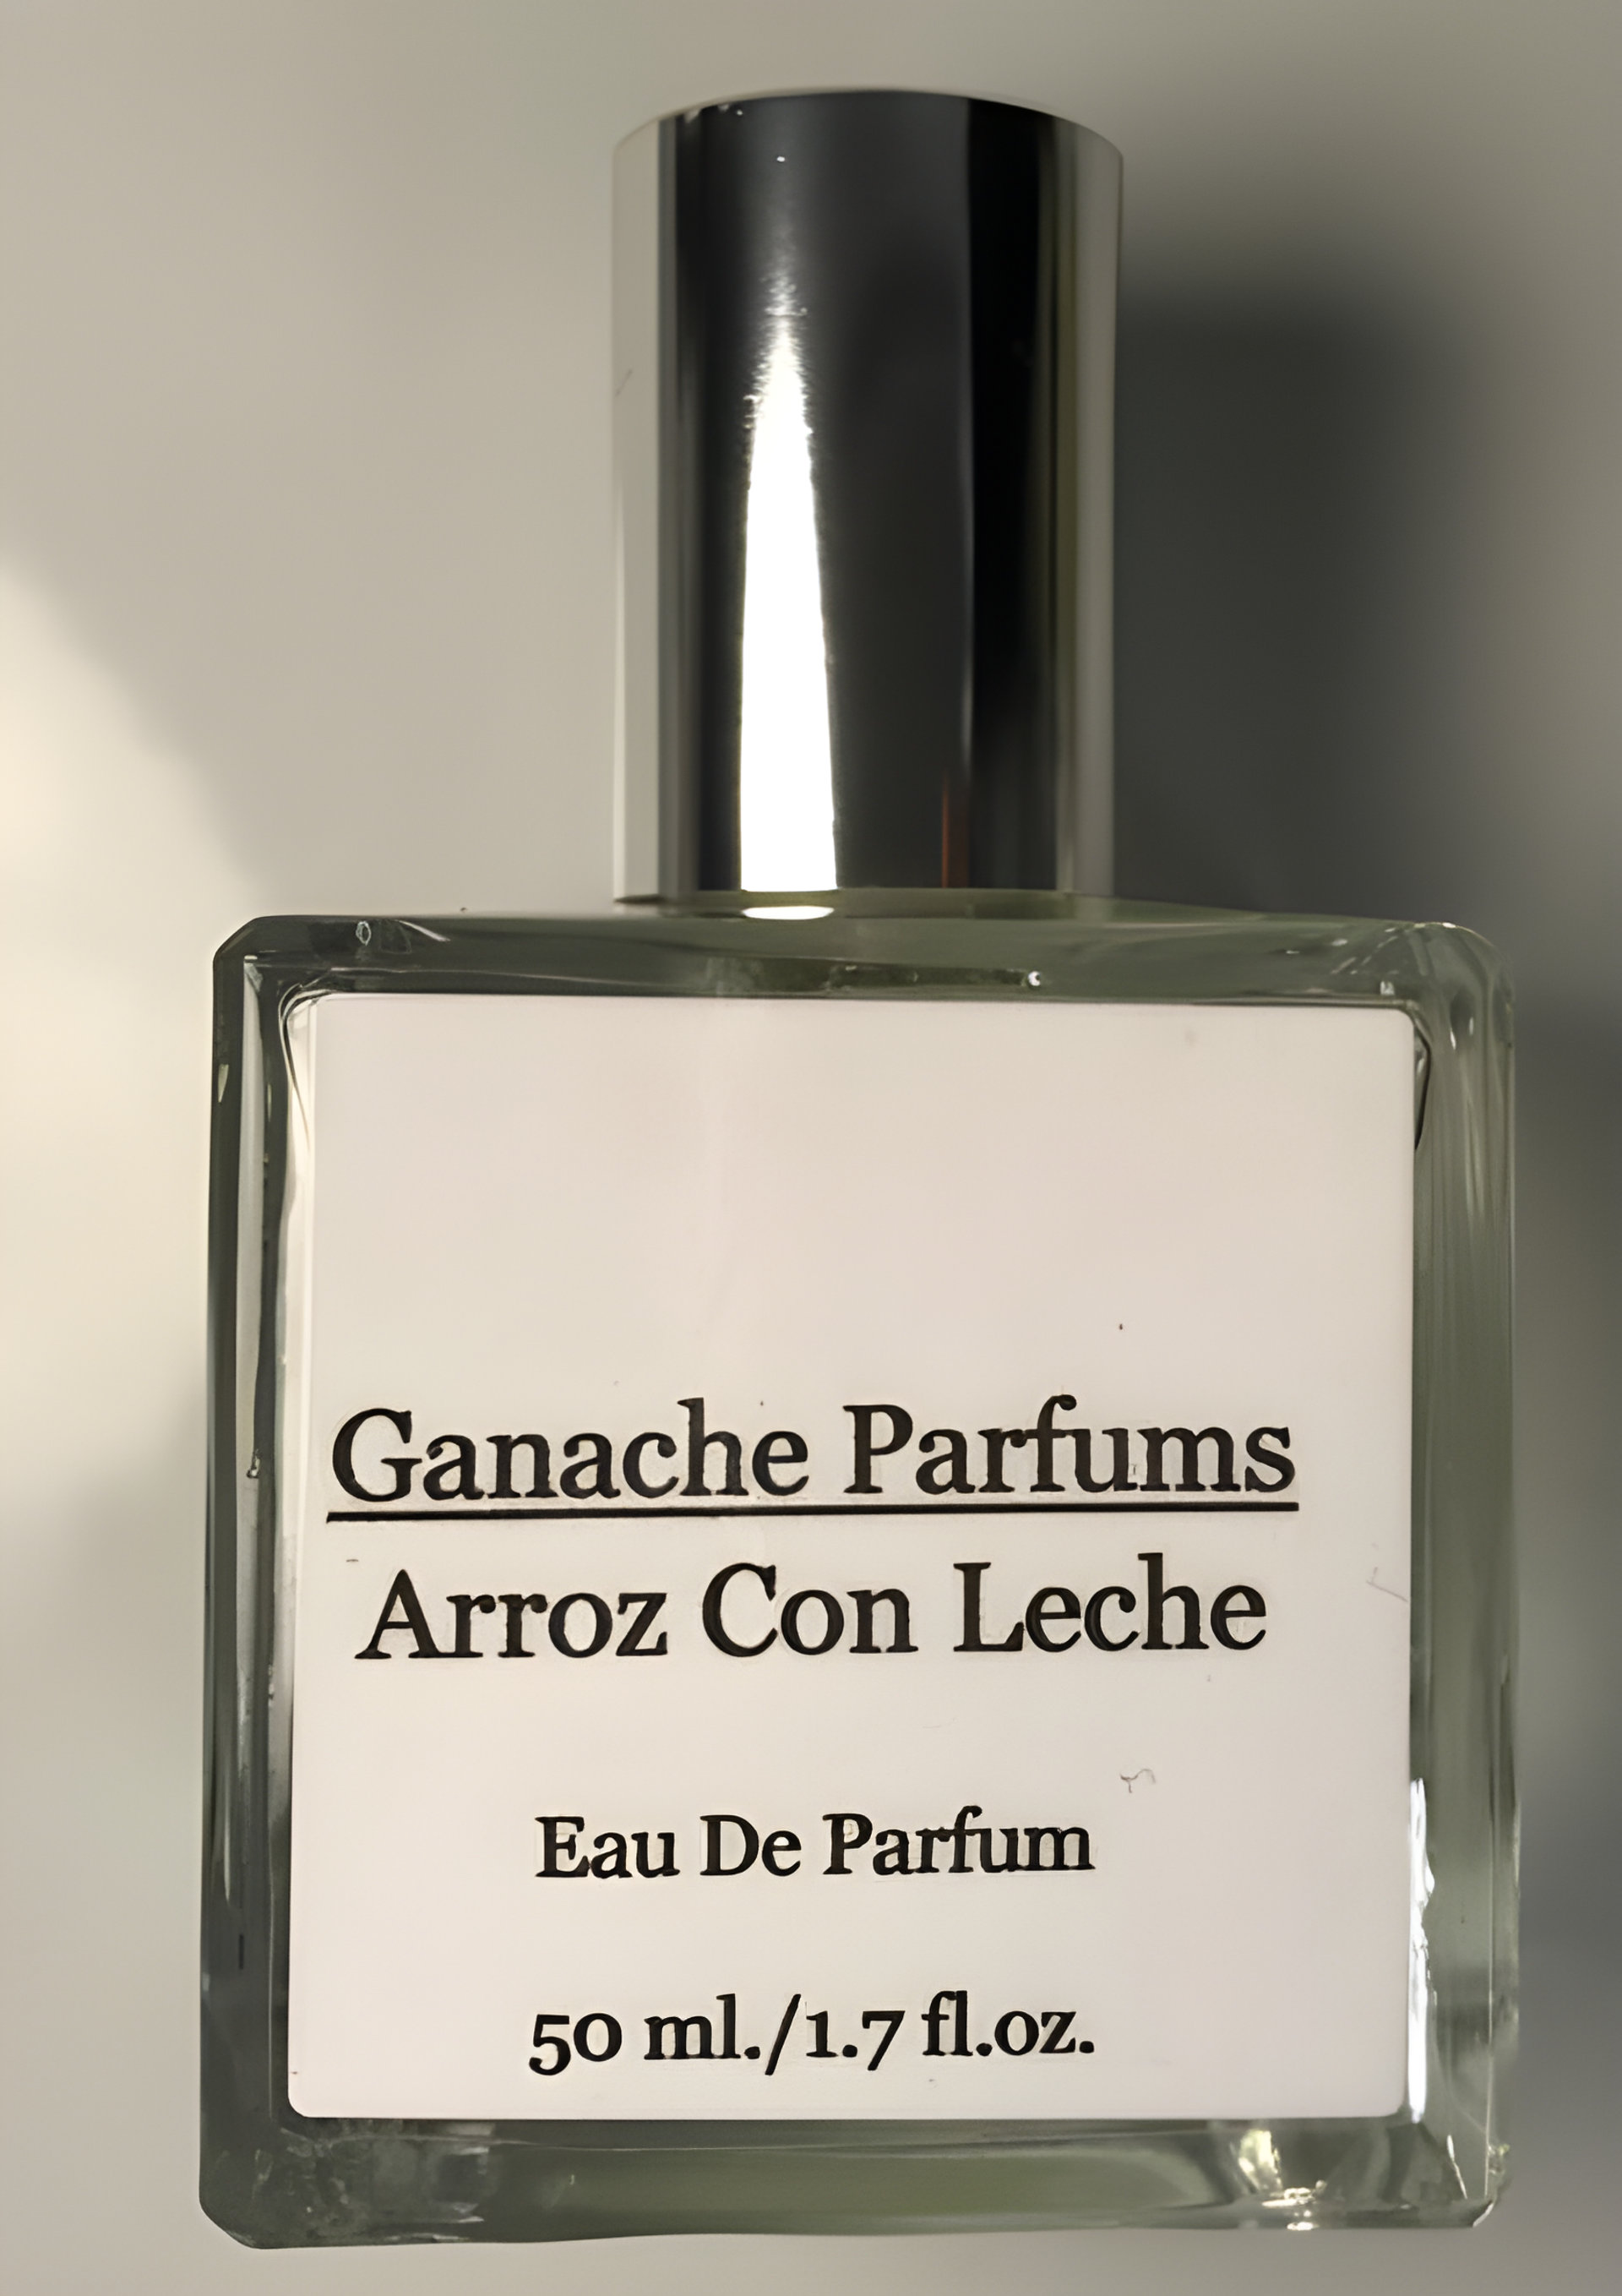 Ganache Parfums
Arroz Con Leche
Eau De Parfum
50 ml./1.7 fl.oz.